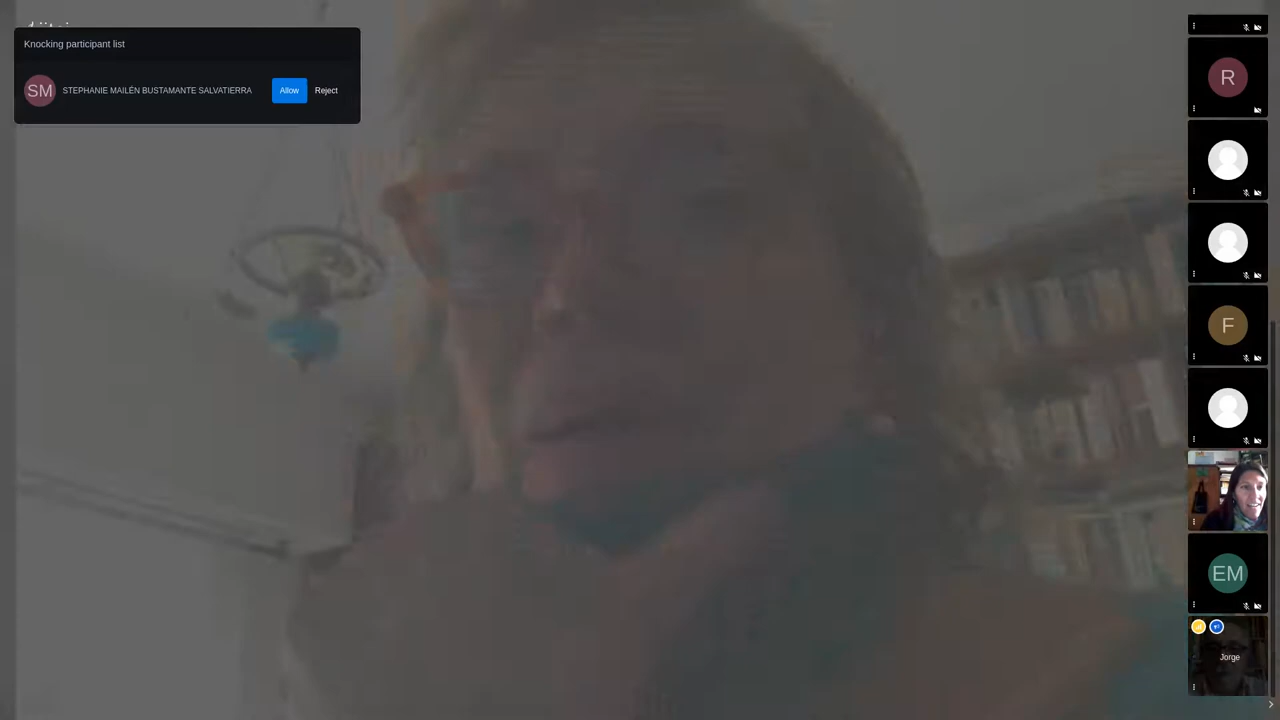 Knocking participant list
SM
STEPHANIE MAILÉN BUSTAMANTE SALVATIERRA
Allow
Reject
R
F
EM
Jorge